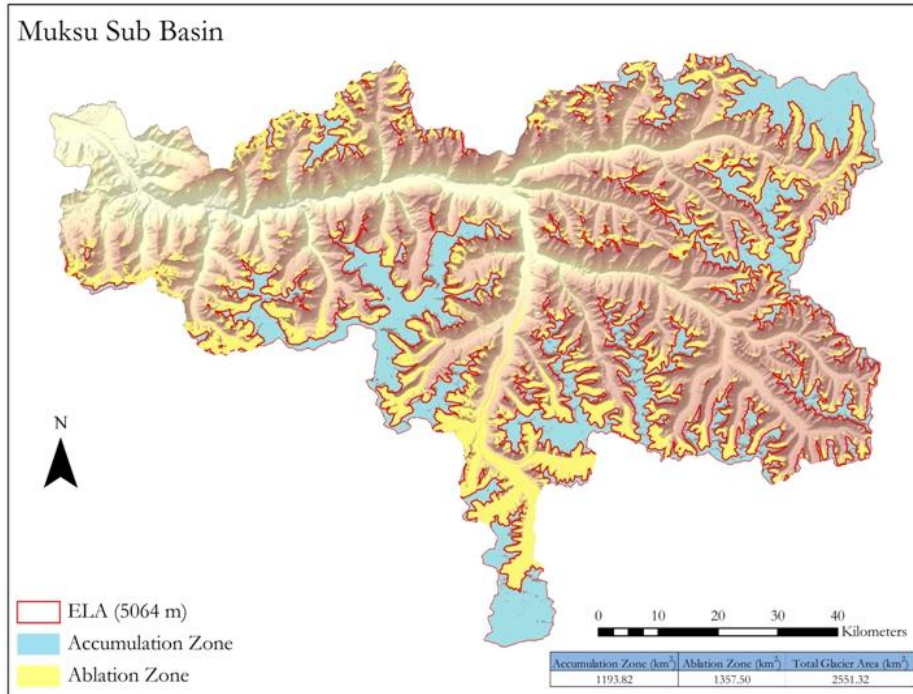 Muksu Sub Basin
N
ELA (5064 m)
Accumulation Zone
Ablation Zone
0 10 20 30 40
Kilometers
Accumulation Zone (km²) Ablation Zone (km²) Total Glacier Area (km²)
1193.82 1357.50 2551.32